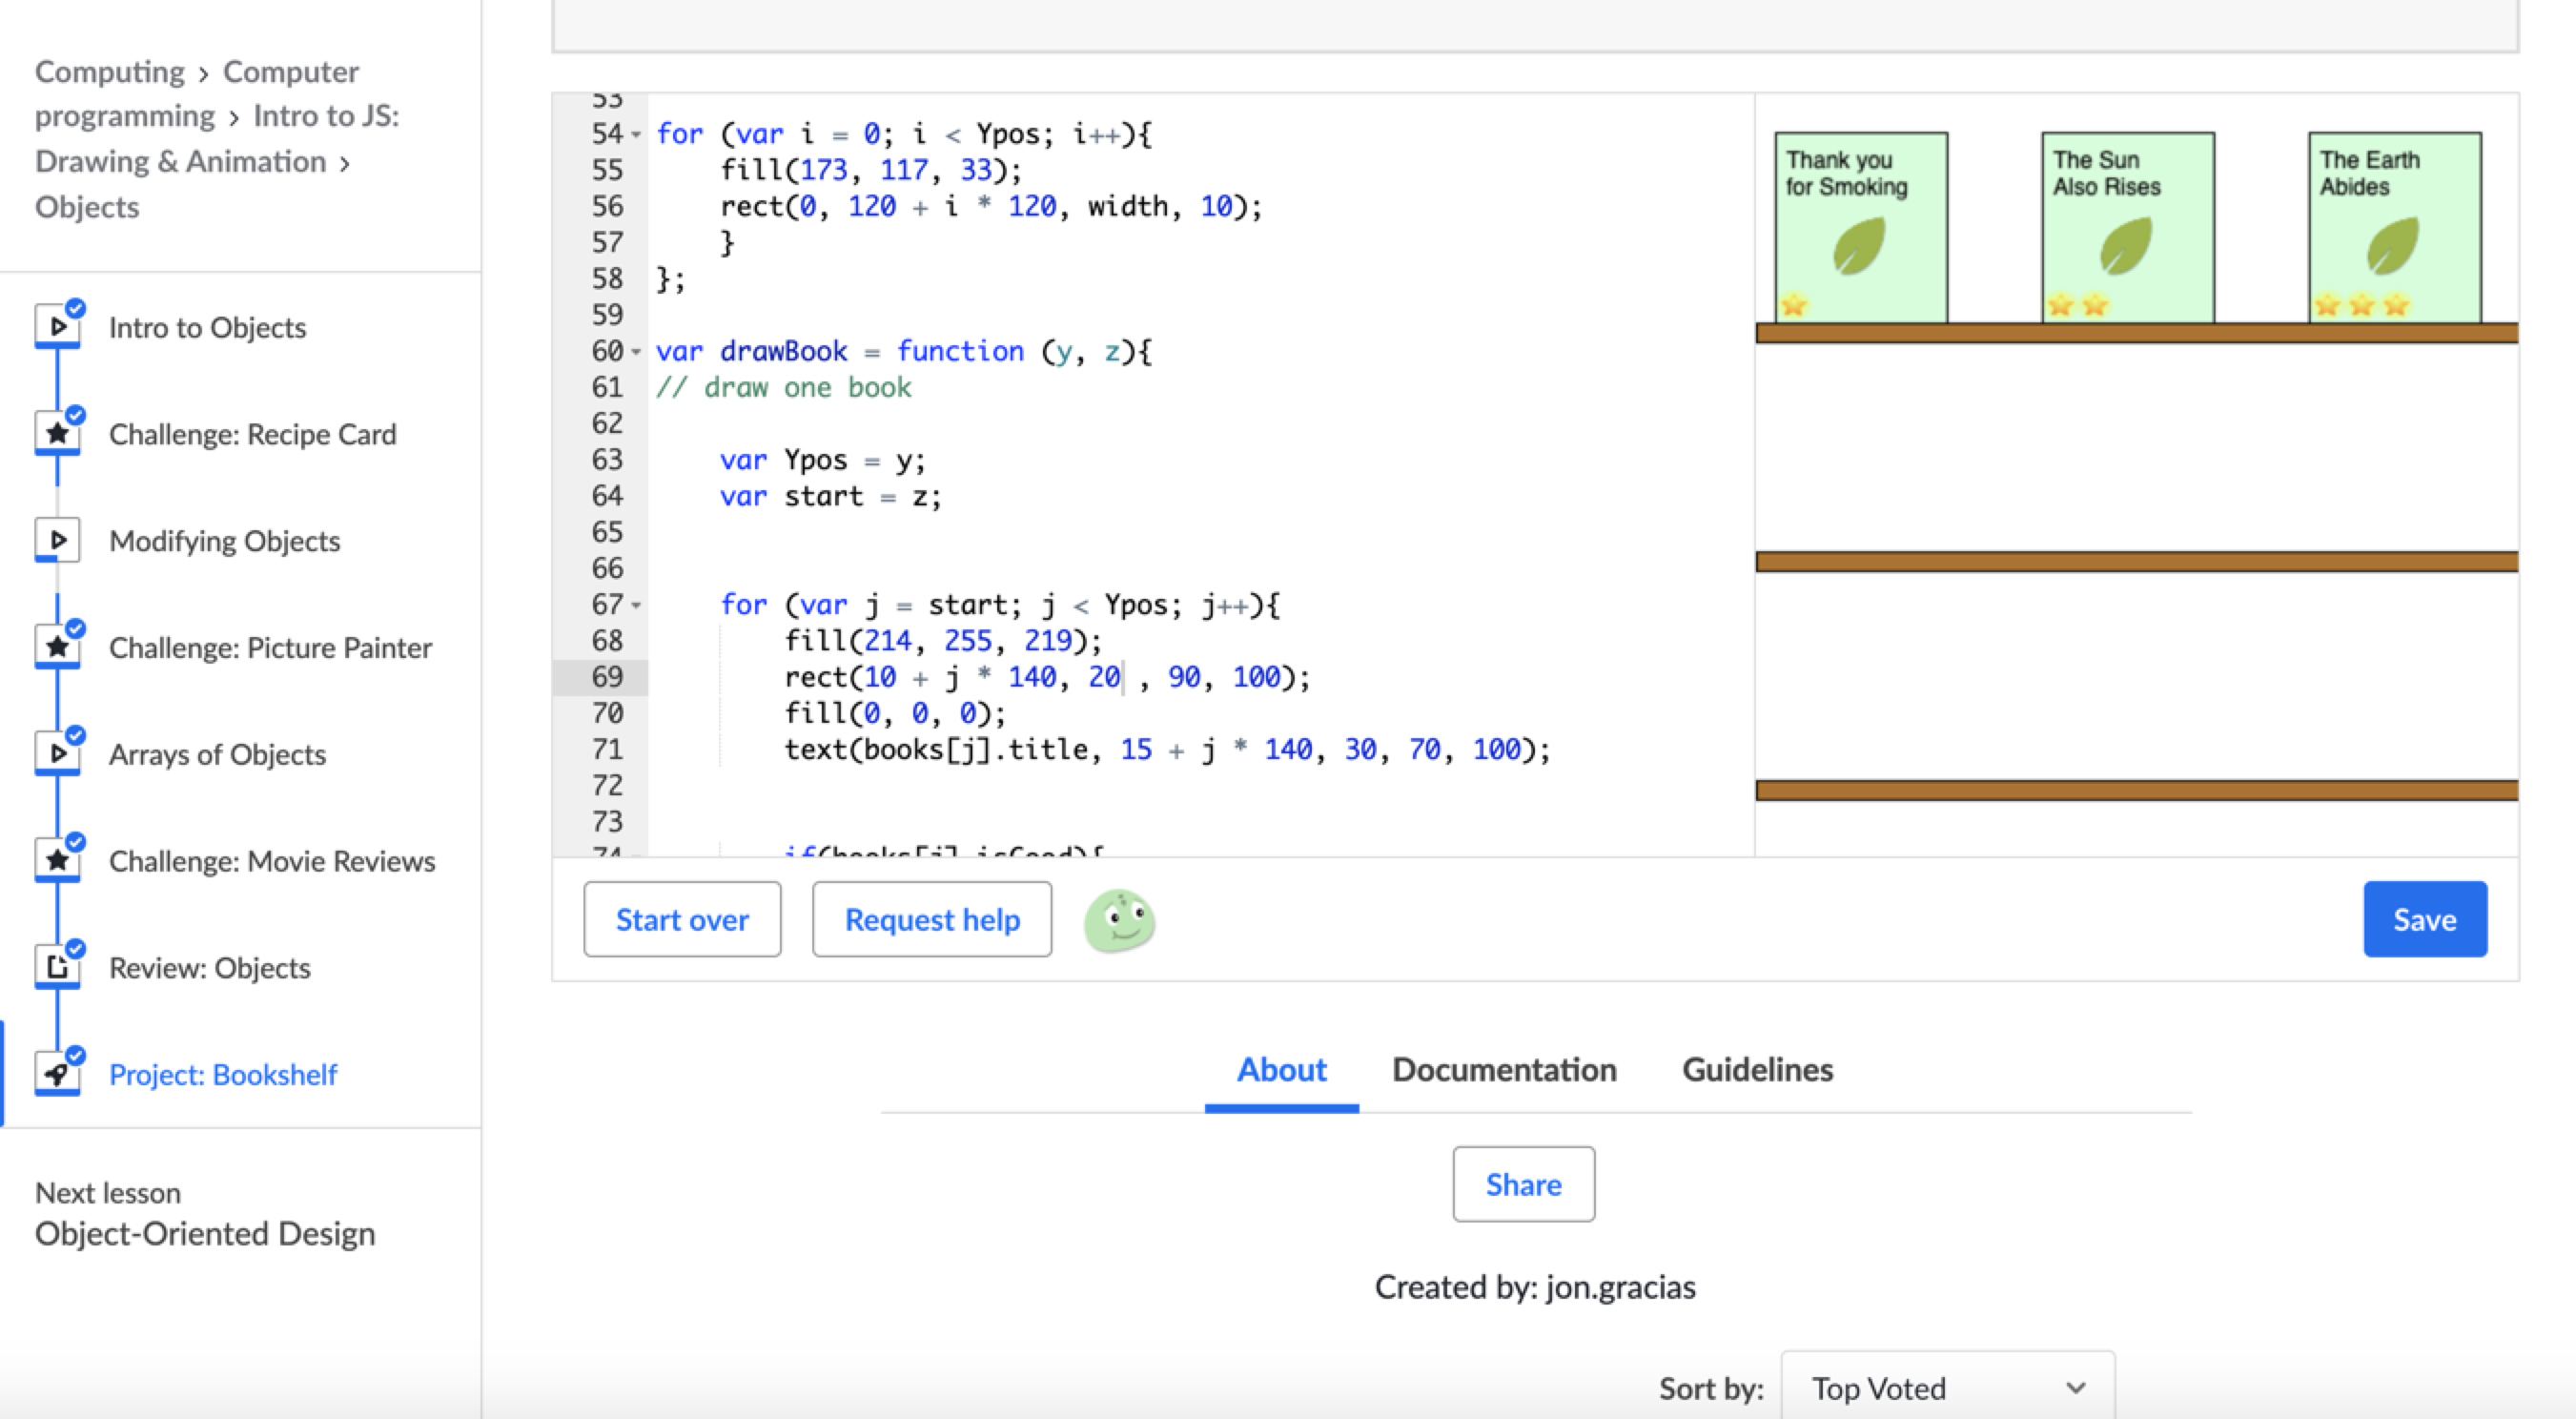 Computing > Computer
programming > Intro to JS:
Drawing & Animation >
Objects
Intro to Objects
Challenge: Recipe Card
Modifying Objects
Challenge: Picture Painter
Arrays of Objects
Challenge: Movie Reviews
Review: Objects
Project: Bookshelf
Next lesson
Object-Oriented Design
53
54 for (var i = 0; i < Ypos; i++){
55 fill(173, 117, 33);
56 rect(0, 120 + i * 120, width, 10);
57 }
58 };
59
60 var drawBook = function (y, z){
61 // draw one book
62
63 var Ypos = y;
64 var start = z;
65
66
67 for (var j = start; j < Ypos; j++){
68 fill(214, 255, 219);
69 rect(10 + j * 140, 20 , 90, 100);
70 fill(0, 0, 0);
71 text(books[j].title, 15 + j * 140, 30, 70, 100);
72
73
74 if(books[j].isGood){
Thank you
for Smoking
The Sun
Also Rises
The Earth
Abides
Start over
Request help
Save
About
Documentation
Guidelines
Share
Created by: jon.gracias
Sort by:
Top Voted